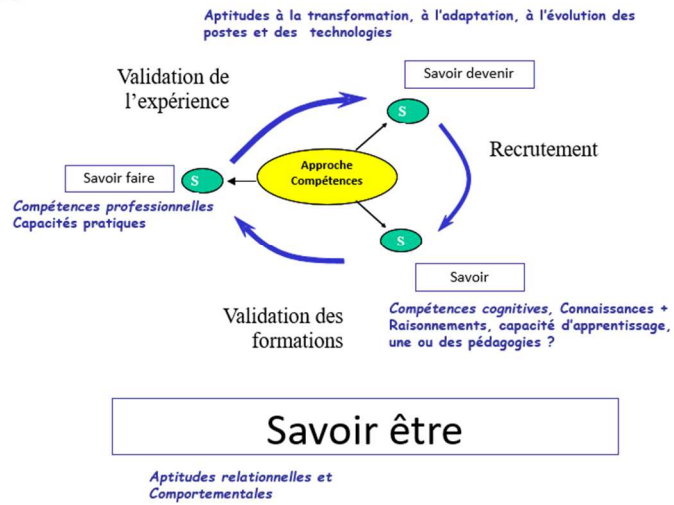 Aptitudes à la transformation, à l'adaptation, à l'évolution des
postes et des technologies
Validation de
l'expérience
Savoir devenir
S
Recrutement
Approche
Compétences
Savoir faire
S
Compétences professionnelles
Capacités pratiques
S
Savoir
Validation des
formations
Compétences cognitives, Connaissances +
Raisonnements, capacité d'apprentissage,
une ou des pédagogies ?
Savoir être
Aptitudes relationnelles et
Comportementales